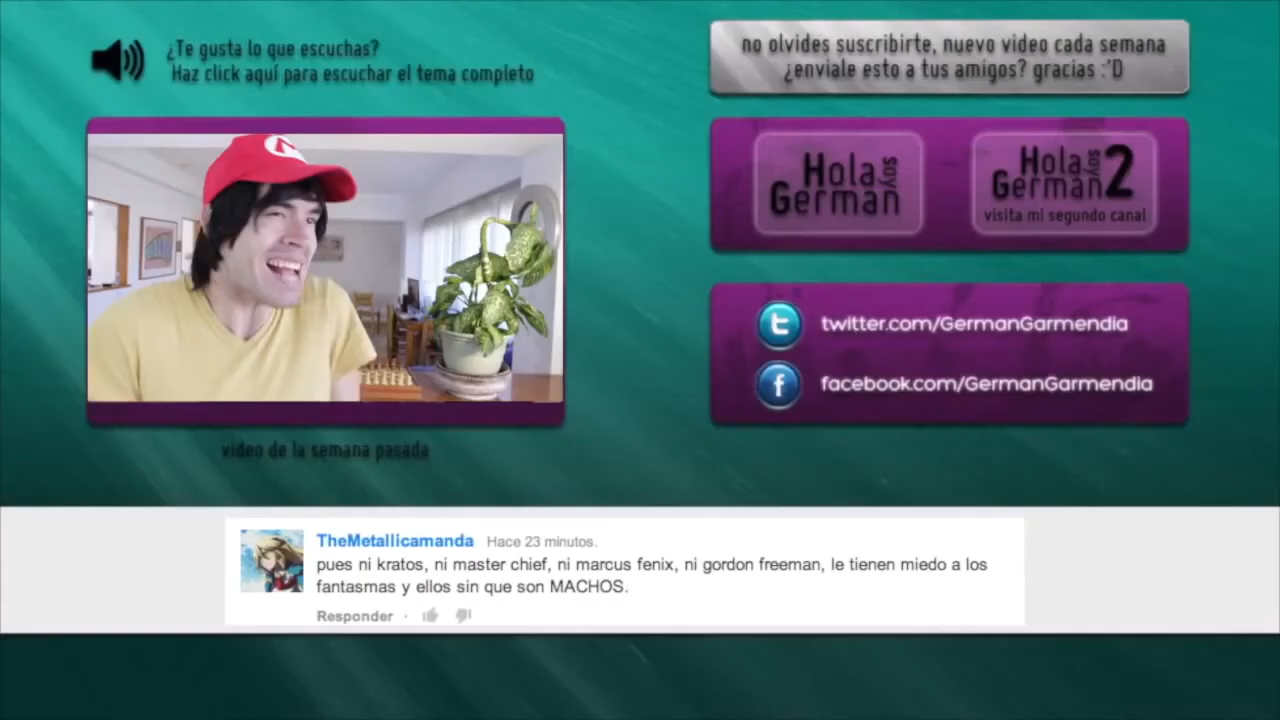 ¿Te gusta lo que escuchas?
Haz click aquí para escuchar el tema completo
no olvides suscribirte, nuevo video cada semana
¿enviale esto a tus amigos? gracias :'D
M
Hola soy
German
Hola soy 2
German
visita mi segundo canal
twitter.com/GermanGarmendia
facebook.com/GermanGarmendia
video de la semana pasada
TheMetallicamanda Hace 23 minutos.
pues ni kratos, ni master chief, ni marcus fenix, ni gordon freeman, le tienen miedo a los
fantasmas y ellos sin que son MACHOS.
Responder ·